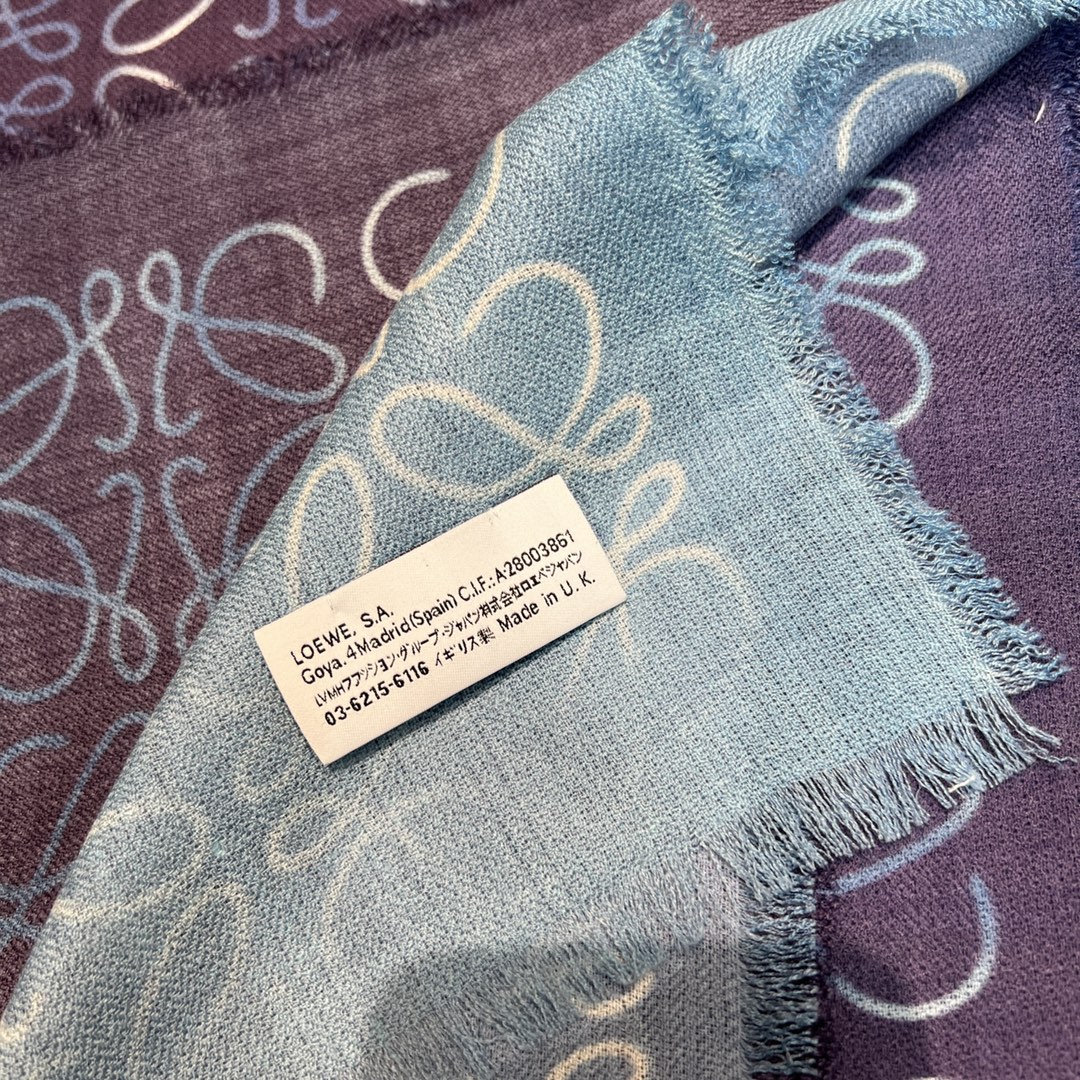 LOEWE, S.A.
Goya. 4 Madrid (Spain) C.I.F.: A28003861
LVMHファッション・グループ・ジャパン株式会社ロエベジャパン
03-6215-6116 イギリス製 Made in U. K.